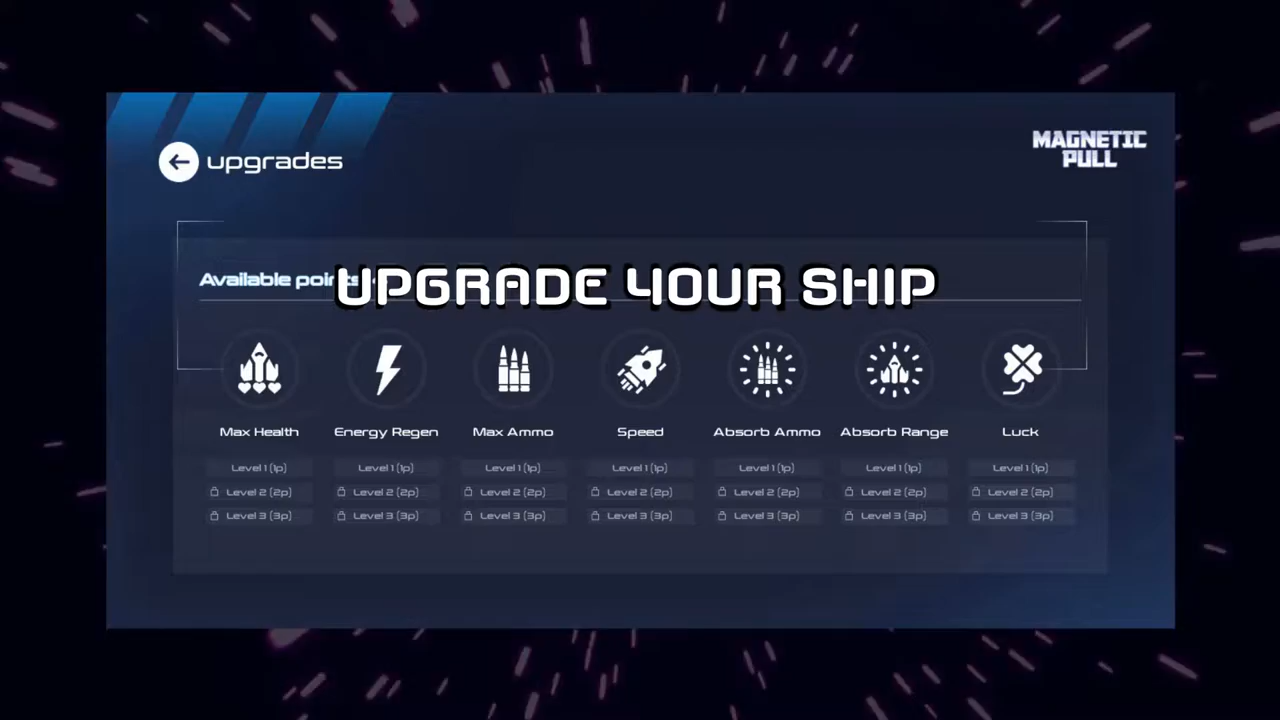 MAGNETIC
PULL
upgrades
Available points
UPGRADE YOUR SHIP
Max Health
Energy Regen
Max Ammo
Speed
Absorb Ammo
Absorb Range
Luck
Level 1 (1p)
Level 1 (1p)
Level 1 (1p)
Level 1 (1p)
Level 1 (1p)
Level 1 (1p)
Level 1 (1p)
Level 2 (2p)
Level 2 (2p)
Level 2 (2p)
Level 2 (2p)
Level 2 (2p)
Level 2 (2p)
Level 2 (2p)
Level 3 (3p)
Level 3 (3p)
Level 3 (3p)
Level 3 (3p)
Level 3 (3p)
Level 3 (3p)
Level 3 (3p)